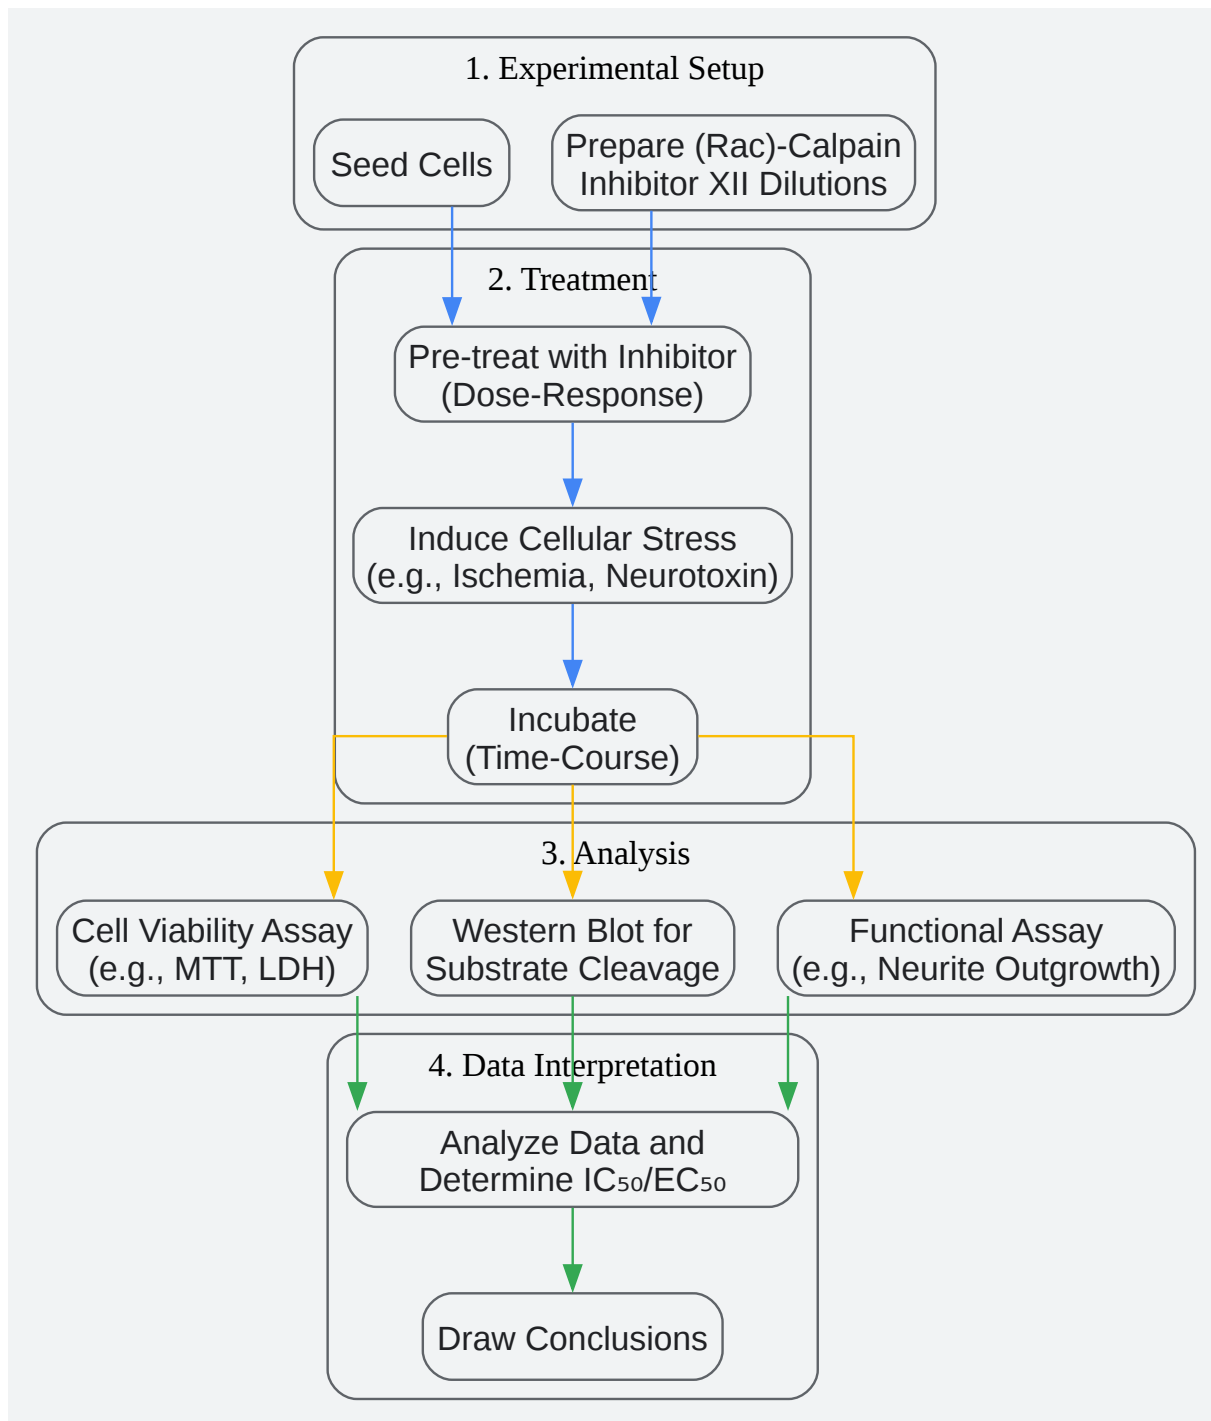 1. Experimental Setup
Seed Cells
Prepare (Rac)-Calpain
Inhibitor XII Dilutions
2. Treatment
Pre-treat with Inhibitor
(Dose-Response)
Induce Cellular Stress
(e.g., Ischemia, Neurotoxin)
Incubate
(Time-Course)
3. Analysis
Cell Viability Assay
(e.g., MTT, LDH)
Western Blot for
Substrate Cleavage
Functional Assay
(e.g., Neurite Outgrowth)
4. Data Interpretation
Analyze Data and
Determine IC₅₀/EC₅₀
Draw Conclusions